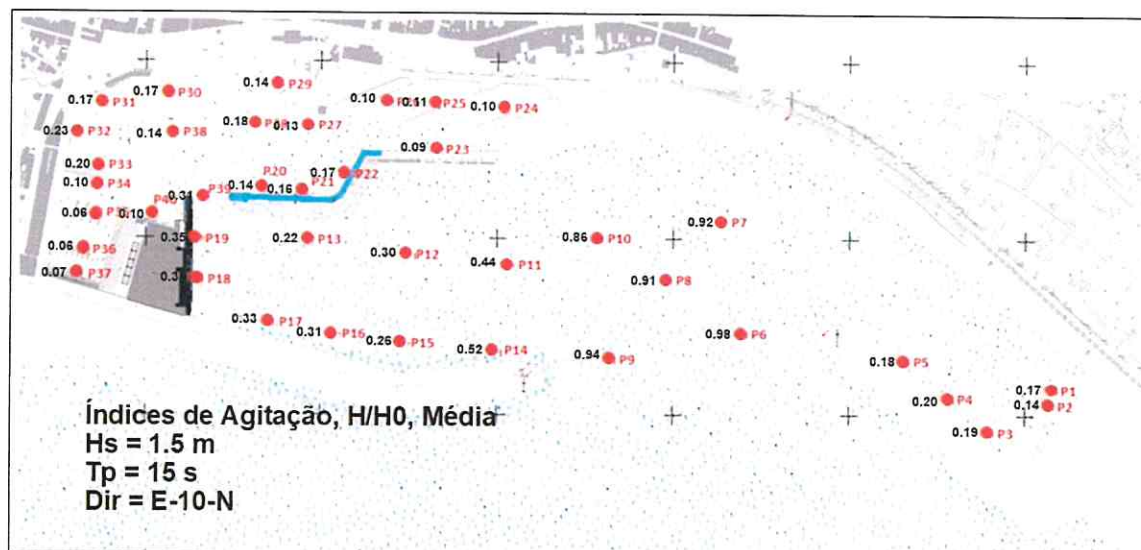 0.14 P29
0.17 P30
0.17 P31
0.10 0.11 P25
0.10 P24
0.18 0.13 P27
0.23 P32
0.14 P38
0.09 P23
0.20 P33
0.17 P22
0.10 P34
0.14 P20
0.16 P21
0.31 P39
0.06 0.10
0.92 P7
0.35 P19
0.22 P13
0.86 P10
0.06 P36
0.30 P12
0.44 P11
0.07 P37
P18
0.91 P8
0.33 P17
0.31 P16
0.26 P15
0.98 P6
0.52 P14
0.94 P9
0.18 P5
0.17 P1
0.20 P4
0.14 P2
0.19 P3
Índices de Agitação, H/H0, Média
Hs = 1.5 m
Tp = 15 s
Dir = E-10-N